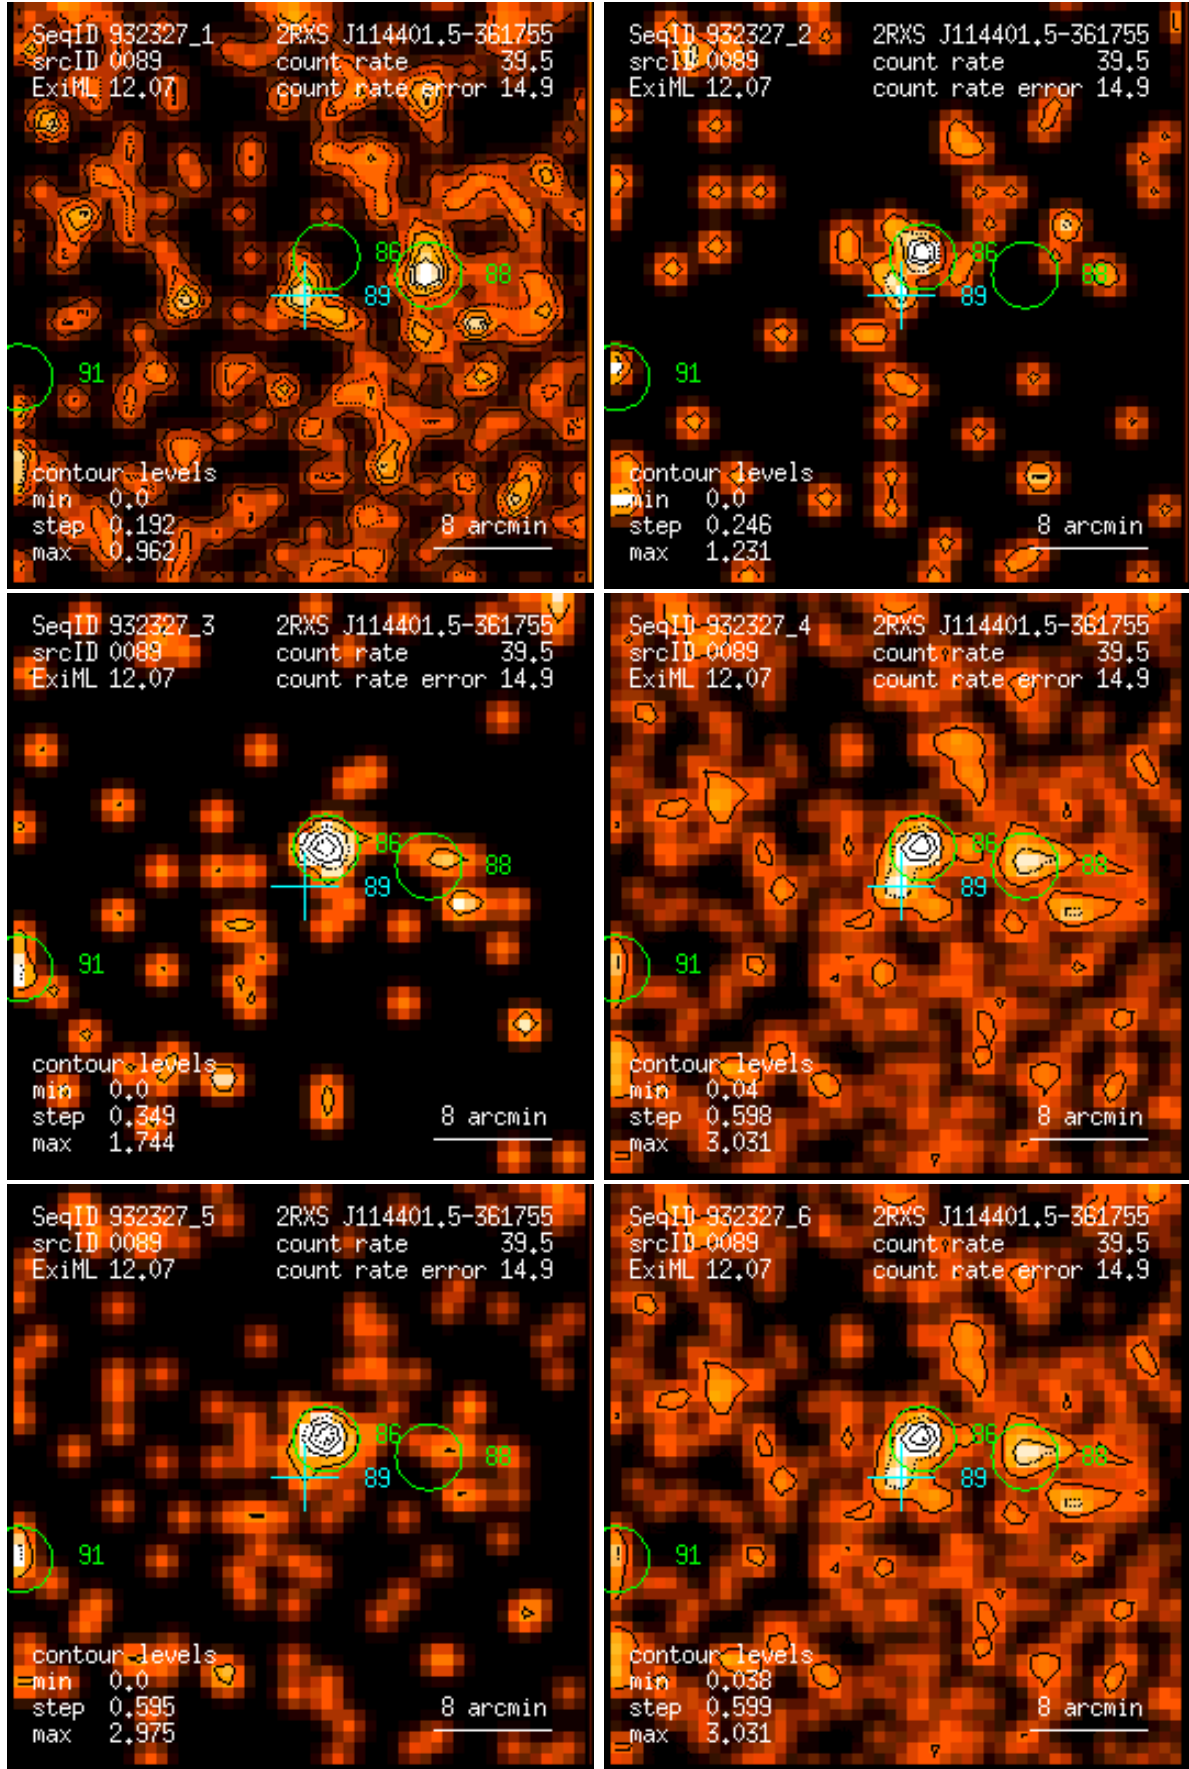 SeqID 932327_1 2RXS J114401.5-361755
srcID 0089 count rate 39.5
ExiML 12.07 count rate error 14.9
86
88
89
91
contour levels
min 0.0
step 0.192 8 arcmin
max 0.962
SeqID 932327_2 2RXS J114401.5-361755
srcID 0089 count rate 39.5
ExiML 12.07 count rate error 14.9
86
88
89
91
contour levels
min 0.0
step 0.246 8 arcmin
max 1.231
SeqID 932327_3 2RXS J114401.5-361755
srcID 0089 count rate 39.5
ExiML 12.07 count rate error 14.9
86
88
89
91
contour levels
min 0.0
step 0.349 8 arcmin
max 1.744
SeqID 932327_4 2RXS J114401.5-361755
srcID 0089 count rate 39.5
ExiML 12.07 count rate error 14.9
86
88
89
91
contour levels
min 0.04
step 0.598 8 arcmin
max 3.031
SeqID 932327_5 2RXS J114401.5-361755
srcID 0089 count rate 39.5
ExiML 12.07 count rate error 14.9
86
88
89
91
contour levels
min 0.0
step 0.595 8 arcmin
max 2.975
SeqID 932327_6 2RXS J114401.5-361755
srcID 0089 count rate 39.5
ExiML 12.07 count rate error 14.9
86
88
89
91
contour levels
min 0.038
step 0.599 8 arcmin
max 3.031